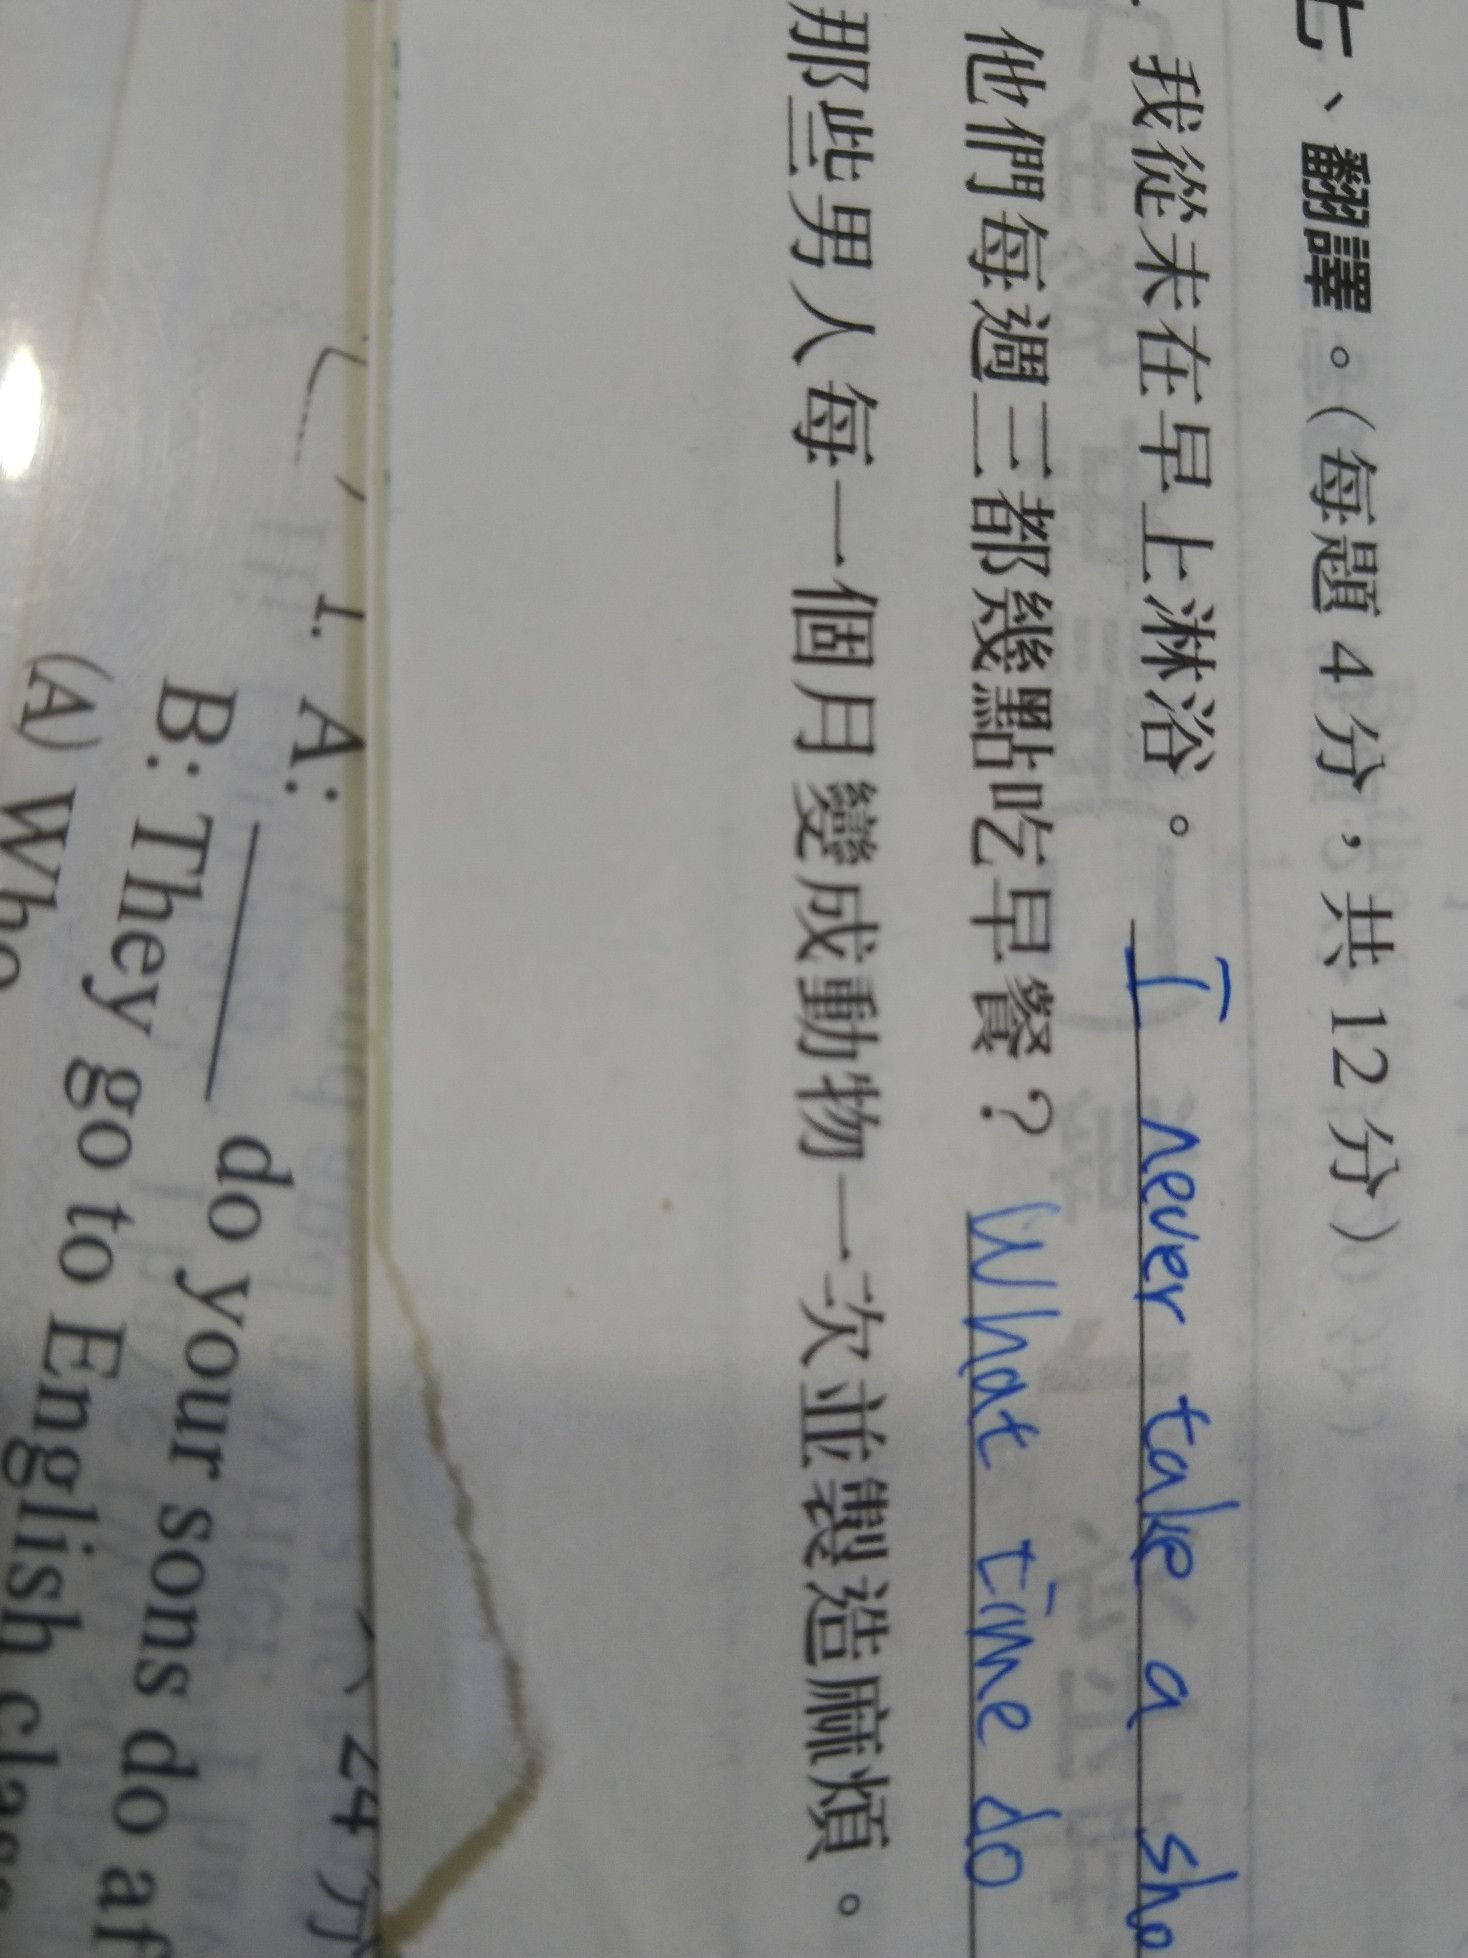 七、翻譯。（每題 4 分，共 12 分）
我從未在早上淋浴。 I never take a
他們每週三都幾點吃早餐？ What time do
那些男人每一個月變成動物一次並製造麻煩。
24分
1. A: ______ do your sons do
B: They go to English
(A) Who